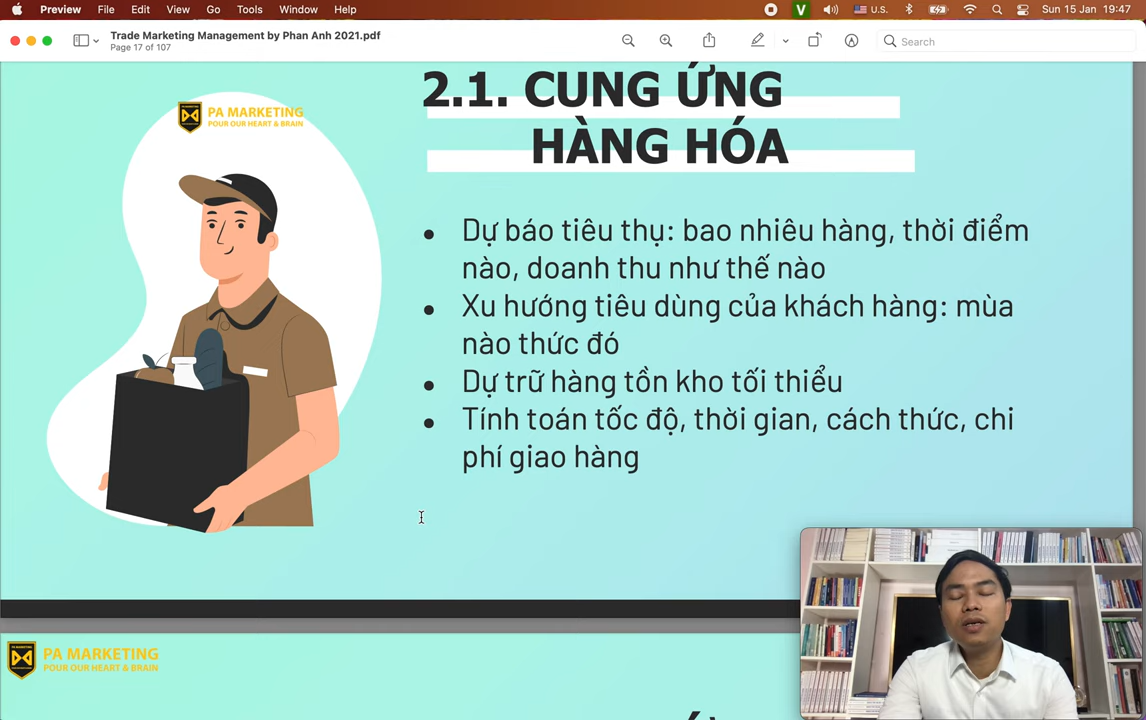 Preview File Edit View Go Tools Window Help V U.S. Sun 15 Jan 19:47
Trade Marketing Management by Phan Anh 2021.pdf
Page 17 of 107
Search
PA MARKETING
POUR OUR HEART & BRAIN
2.1. CUNG ỨNG
HÀNG HÓA
• Dự báo tiêu thụ: bao nhiêu hàng, thời điểm
nào, doanh thu như thế nào
• Xu hướng tiêu dùng của khách hàng: mùa
nào thức đó
• Dự trữ hàng tồn kho tối thiểu
• Tính toán tốc độ, thời gian, cách thức, chi
phí giao hàng
PA MARKETING
POUR OUR HEART & BRAIN